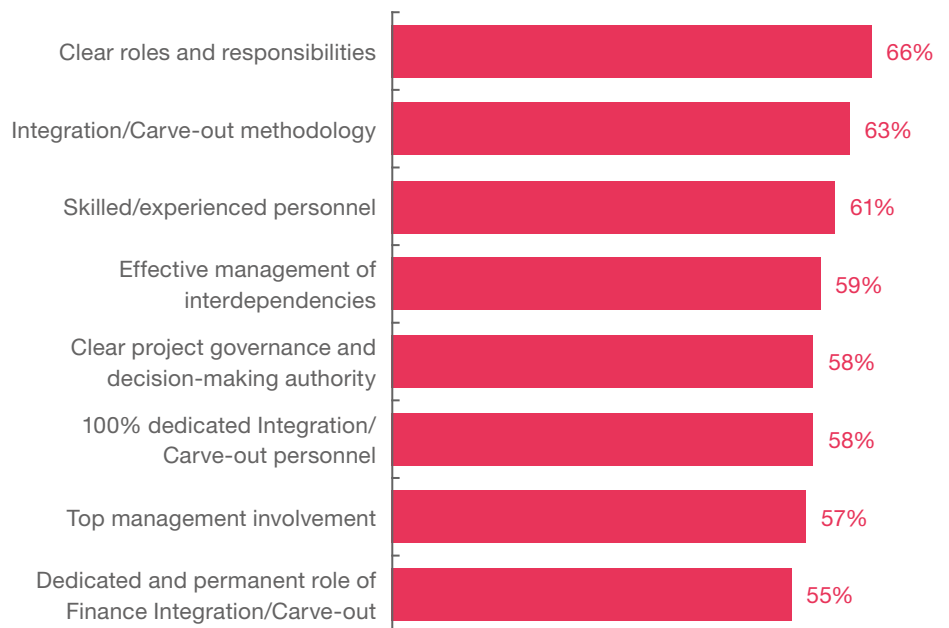 Clear roles and responsibilities 66%
Integration/Carve-out methodology 63%
Skilled/experienced personnel 61%
Effective management of
interdependencies 59%
Clear project governance and
decision-making authority 58%
100% dedicated Integration/
Carve-out personnel 58%
Top management involvement 57%
Dedicated and permanent role of
Finance Integration/Carve-out 55%